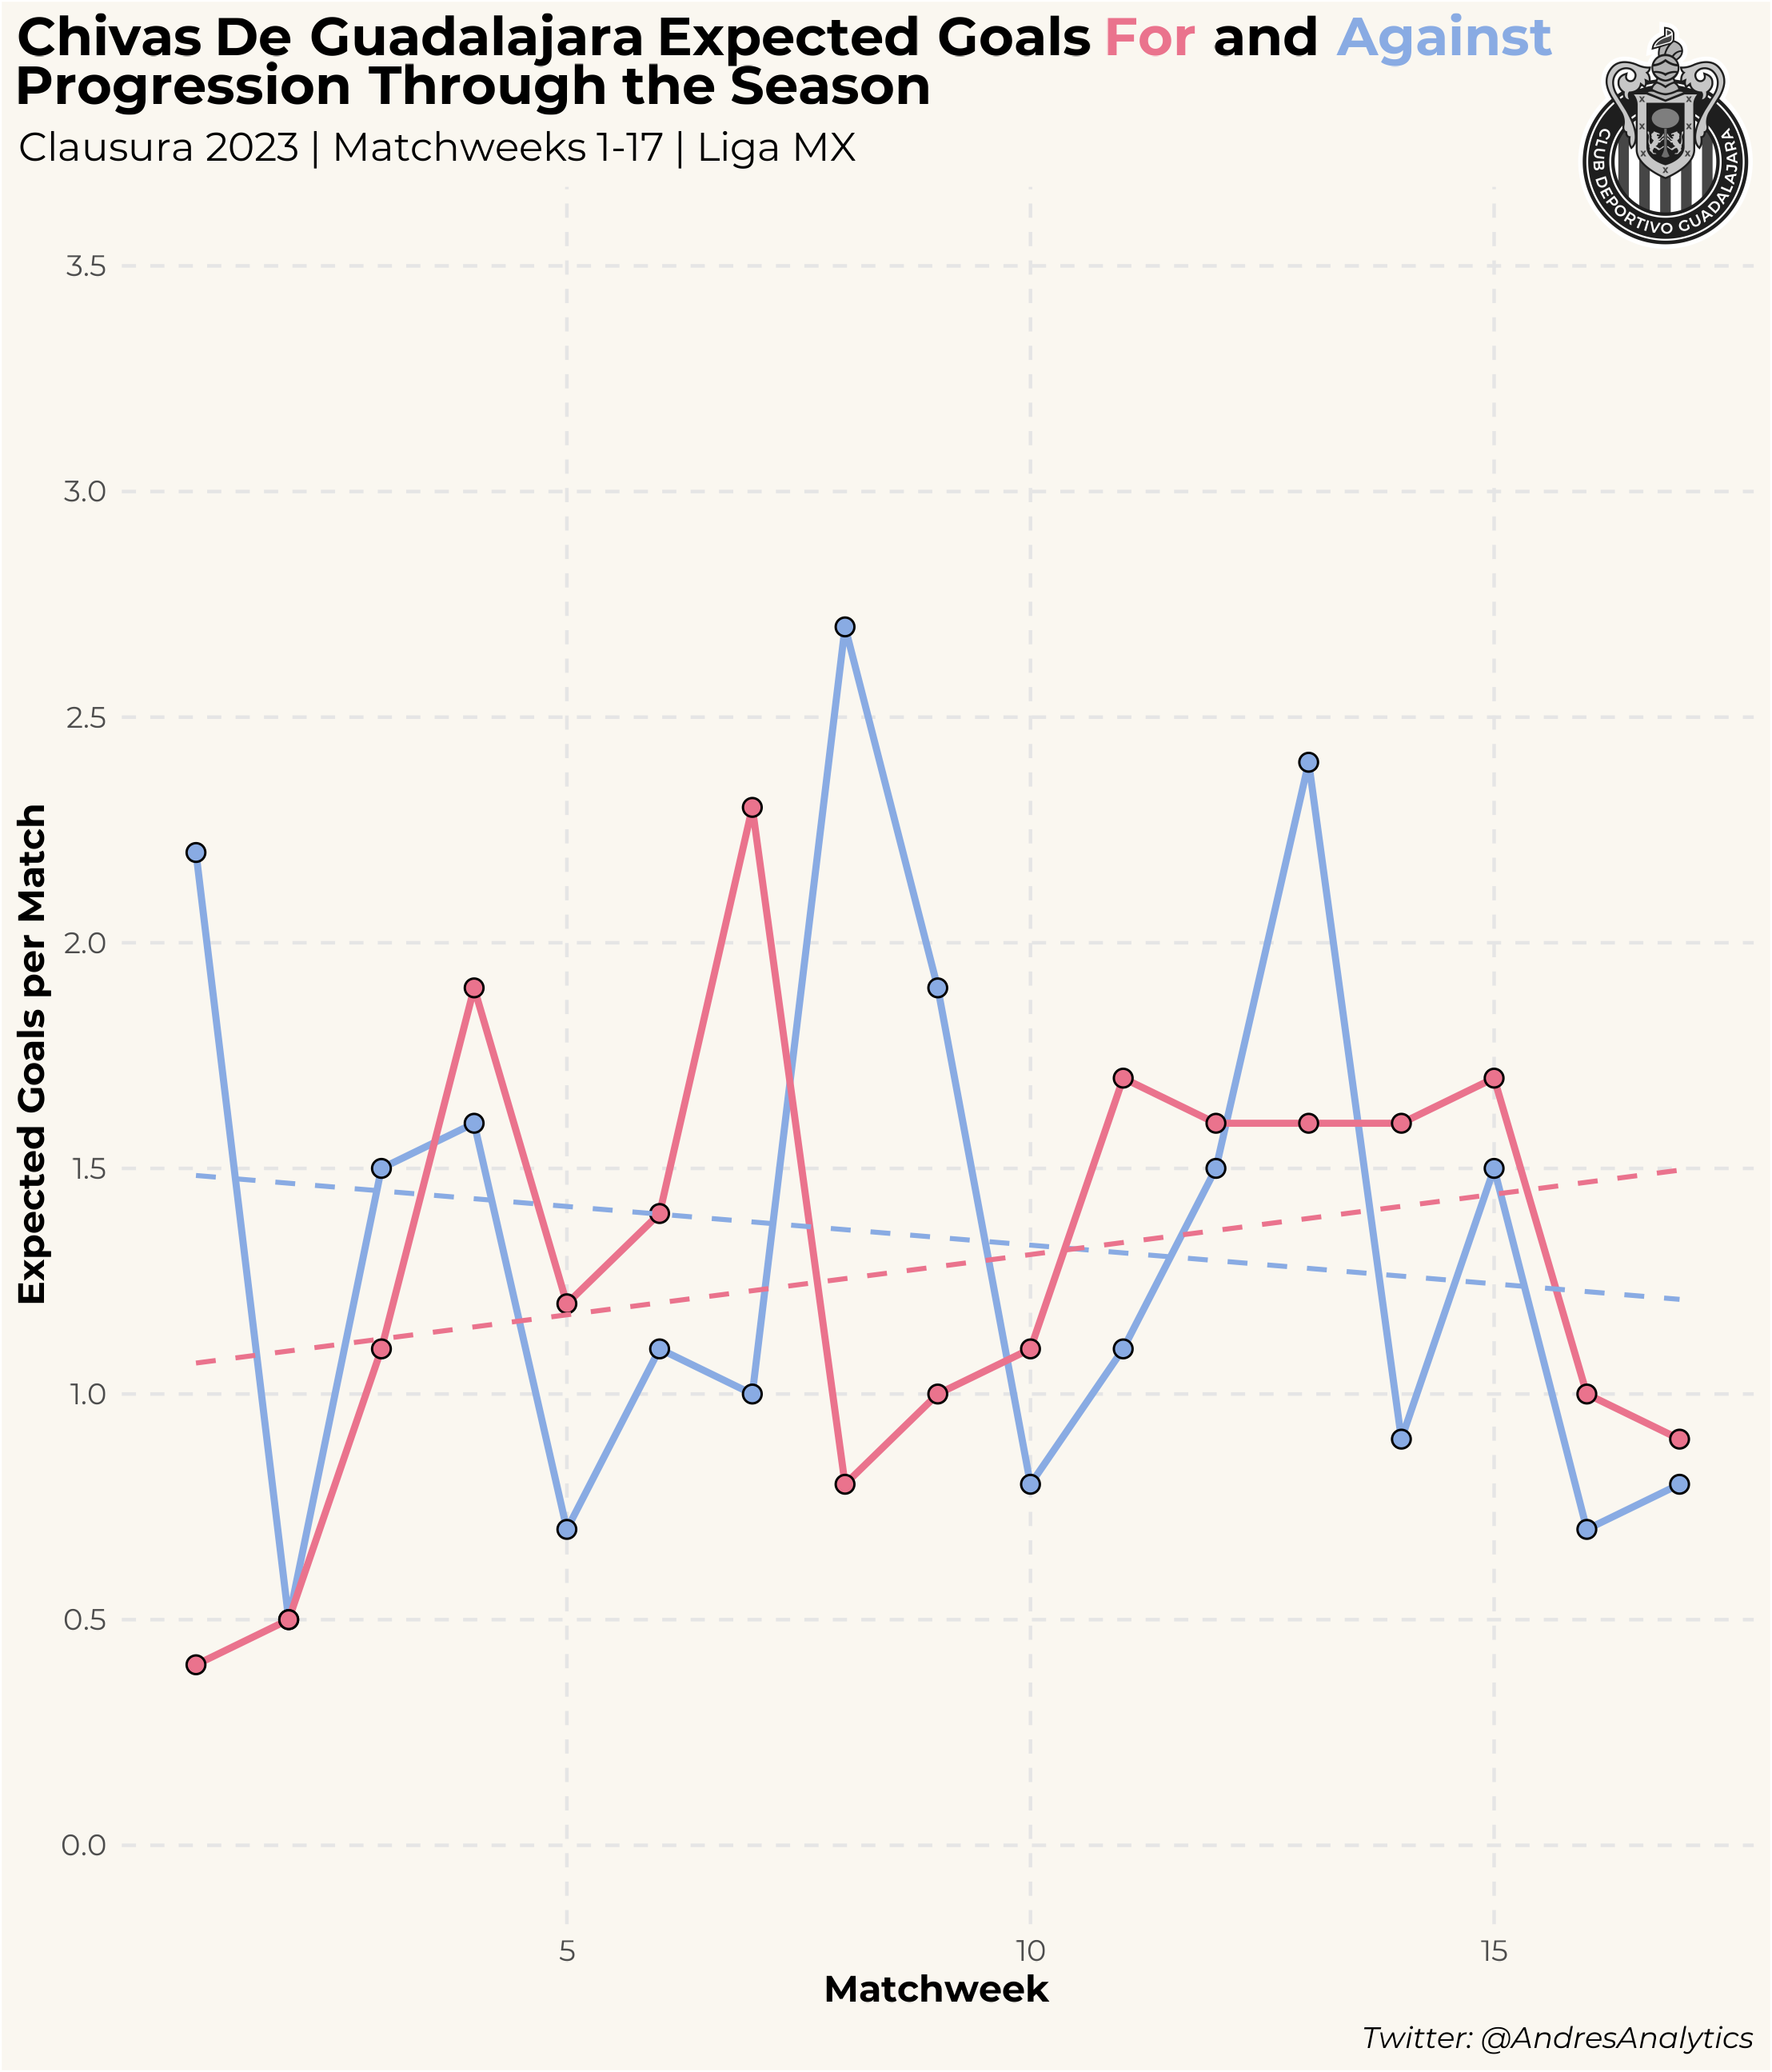 Chivas De Guadalajara Expected Goals For and Against
Progression Through the Season
Clausura 2023 | Matchweeks 1-17 | Liga MX
CLUB DEPORTIVO GUADALAJARA
Expected Goals per Match
3.5
3.0
2.5
2.0
1.5
1.0
0.5
0.0
5 10 15
Matchweek
Twitter: @AndresAnalytics